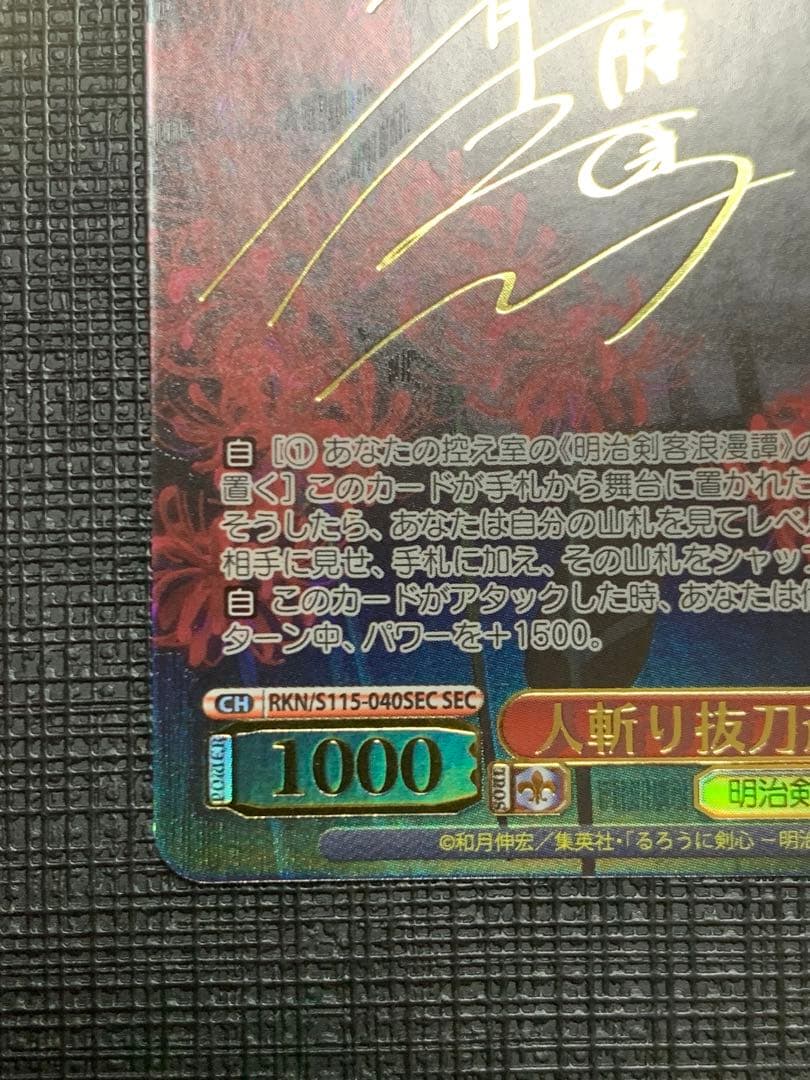 自 [① あなたの控え室の《明治剣客浪漫譚》の
置く] このカードが手札から舞台に置かれた
そうしたら、あなたは自分の山札を見てレベ
相手に見せ、手札に加え、その山札をシャッフ
自 このカードがアタックした時、あなたは
ターン中、パワーを+1500。
CH RKN/S115-040SEC SEC
人斬り抜刀
POWER 1000
SOUL
明治剣
©和月伸宏/集英社・「るろうに剣心 −明治